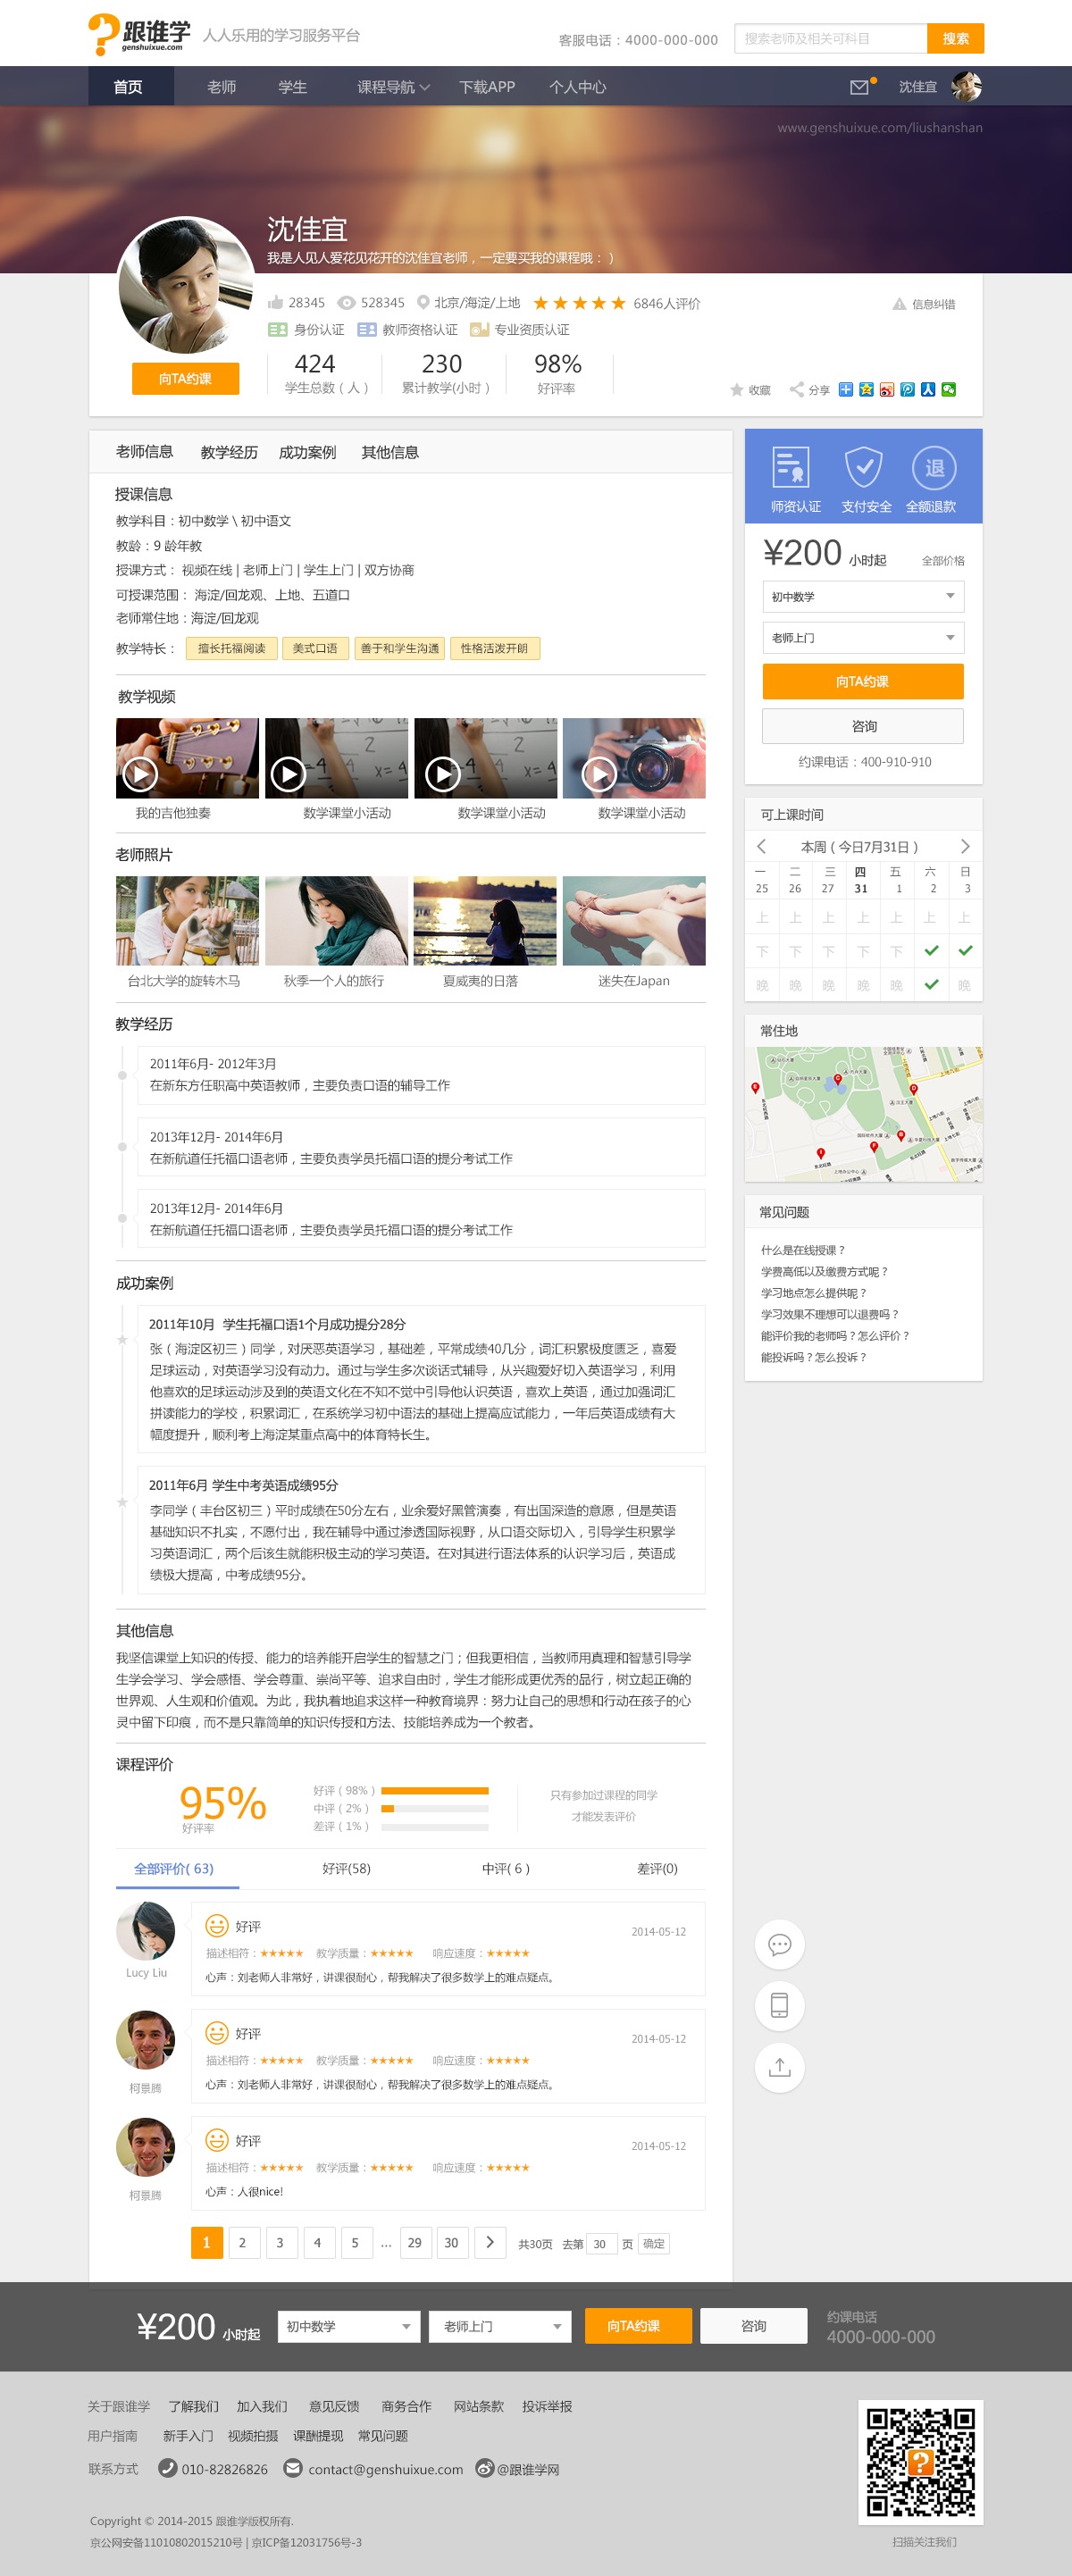 跟谁学 人人乐用的学习服务平台
genshuixue.com
客服电话：4000-000-000 搜索老师及相关可科目 搜索
首页 老师 学生 课程导航 下载APP 个人中心 沈佳宜
www.genshuixue.com/liushanshan
沈佳宜
我是人见人爱花见花开的沈佳宜老师，一定要买我的课程哦：）
28345 528345 北京/海淀/上地 6846人评价 信息纠错
身份认证 教师资格认证 专业资质认证
向TA约课
424 230 98%
学生总数（人） 累计教学(小时) 好评率
收藏 分享
老师信息 教学经历 成功案例 其他信息
授课信息
教学科目：初中数学 \ 初中语文
教龄：9 龄年教
授课方式： 视频在线 | 老师上门 | 学生上门 | 双方协商
可授课范围： 海淀/回龙观、上地、五道口
老师常住地：海淀/回龙观
教学特长： 擅长托福阅读 美式口语 善于和学生沟通 性格活泼开朗
教学视频
我的吉他独奏 数学课堂小活动 数学课堂小活动 数学课堂小活动
老师照片
台北大学的旋转木马 秋季一个人的旅行 夏威夷的日落 迷失在Japan
教学经历
2011年6月- 2012年3月
在新东方任职高中英语教师，主要负责口语的辅导工作
2013年12月- 2014年6月
在新航道任托福口语老师，主要负责学员托福口语的提分考试工作
2013年12月- 2014年6月
在新航道任托福口语老师，主要负责学员托福口语的提分考试工作
成功案例
2011年10月 学生托福口语1个月成功提分28分
张（海淀区初三）同学，对厌恶英语学习，基础差，平常成绩40几分，词汇积累极度匮乏，喜爱
足球运动，对英语学习没有动力。通过与学生多次谈话式辅导，从兴趣爱好切入英语学习，利用
他喜欢的足球运动涉及到的英语文化在不知不觉中引导他认识英语，喜欢上英语，通过加强词汇
拼读能力的学校，积累词汇，在系统学习初中语法的基础上提高应试能力，一年后英语成绩有大
幅度提升，顺利考上海淀某重点高中的体育特长生。
2011年6月 学生中考英语成绩95分
李同学（丰台区初三）平时成绩在50分左右，业余爱好黑管演奏，有出国深造的意愿，但是英语
基础知识不扎实，不愿付出，我在辅导中通过渗透国际视野，从口语交际切入，引导学生积累学
习英语词汇，两个后该生就能积极主动的学习英语。在对其进行语法体系的认识学习后，英语成
绩极大提高，中考成绩95分。
其他信息
我坚信课堂上知识的传授、能力的培养能开启学生的智慧之门；但我更相信，当教师用真理和智慧引导学
生学会学习、学会感悟、学会尊重、崇尚平等、追求自由时，学生才能形成更优秀的品行，树立起正确的
世界观、人生观和价值观。为此，我执着地追求这样一种教育境界：努力让自己的思想和行动在孩子的心
灵中留下印痕，而不是只靠简单的知识传授和方法、技能培养成为一个教者。
课程评价
95%
好评率
好评（98%）
中评（2%）
差评（1%）
只有参加过课程的同学
才能发表评价
全部评价( 63) 好评(58) 中评( 6 ) 差评(0)
好评 2014-05-12
描述相符：★★★★★ 教学质量：★★★★★ 响应速度：★★★★★
心声：刘老师人非常好，讲课很耐心，帮我解决了很多数学上的难点疑点。
Lucy Liu
好评 2014-05-12
描述相符：★★★★★ 教学质量：★★★★★ 响应速度：★★★★★
心声：刘老师人非常好，讲课很耐心，帮我解决了很多数学上的难点疑点。
柯景腾
好评 2014-05-12
描述相符：★★★★★ 教学质量：★★★★★ 响应速度：★★★★★
心声：人很nice!
柯景腾
1 2 3 4 5 … 29 30 共30页 去第 30 页 确定
退
师资认证 支付安全 全额退款
¥200 小时起 全部价格
初中数学
老师上门
向TA约课
咨询
约课电话：400-910-910
可上课时间
本周（今日7月31日）
一 二 三 四 五 六 日
25 26 27 31 1 2 3
上 上 上 上 上 上 上
下 下 下 下 下
晚 晚 晚 晚 晚 晚
常住地
常见问题
什么是在线授课？
学费高低以及缴费方式呢？
学习地点怎么提供呢？
学习效果不理想可以退费吗？
能评价我的老师吗？怎么评价？
能投诉吗？怎么投诉？
¥200 小时起 初中数学 老师上门 向TA约课 咨询
约课电话
4000-000-000
关于跟谁学 了解我们 加入我们 意见反馈 商务合作 网站条款 投诉举报
用户指南 新手入门 视频拍摄 课酬提现 常见问题
联系方式 010-82826826 contact@genshuixue.com @跟谁学网
Copyright © 2014-2015 跟谁学版权所有.
京公网安备11010802015210号 | 京ICP备12031756号-3
扫描关注我们